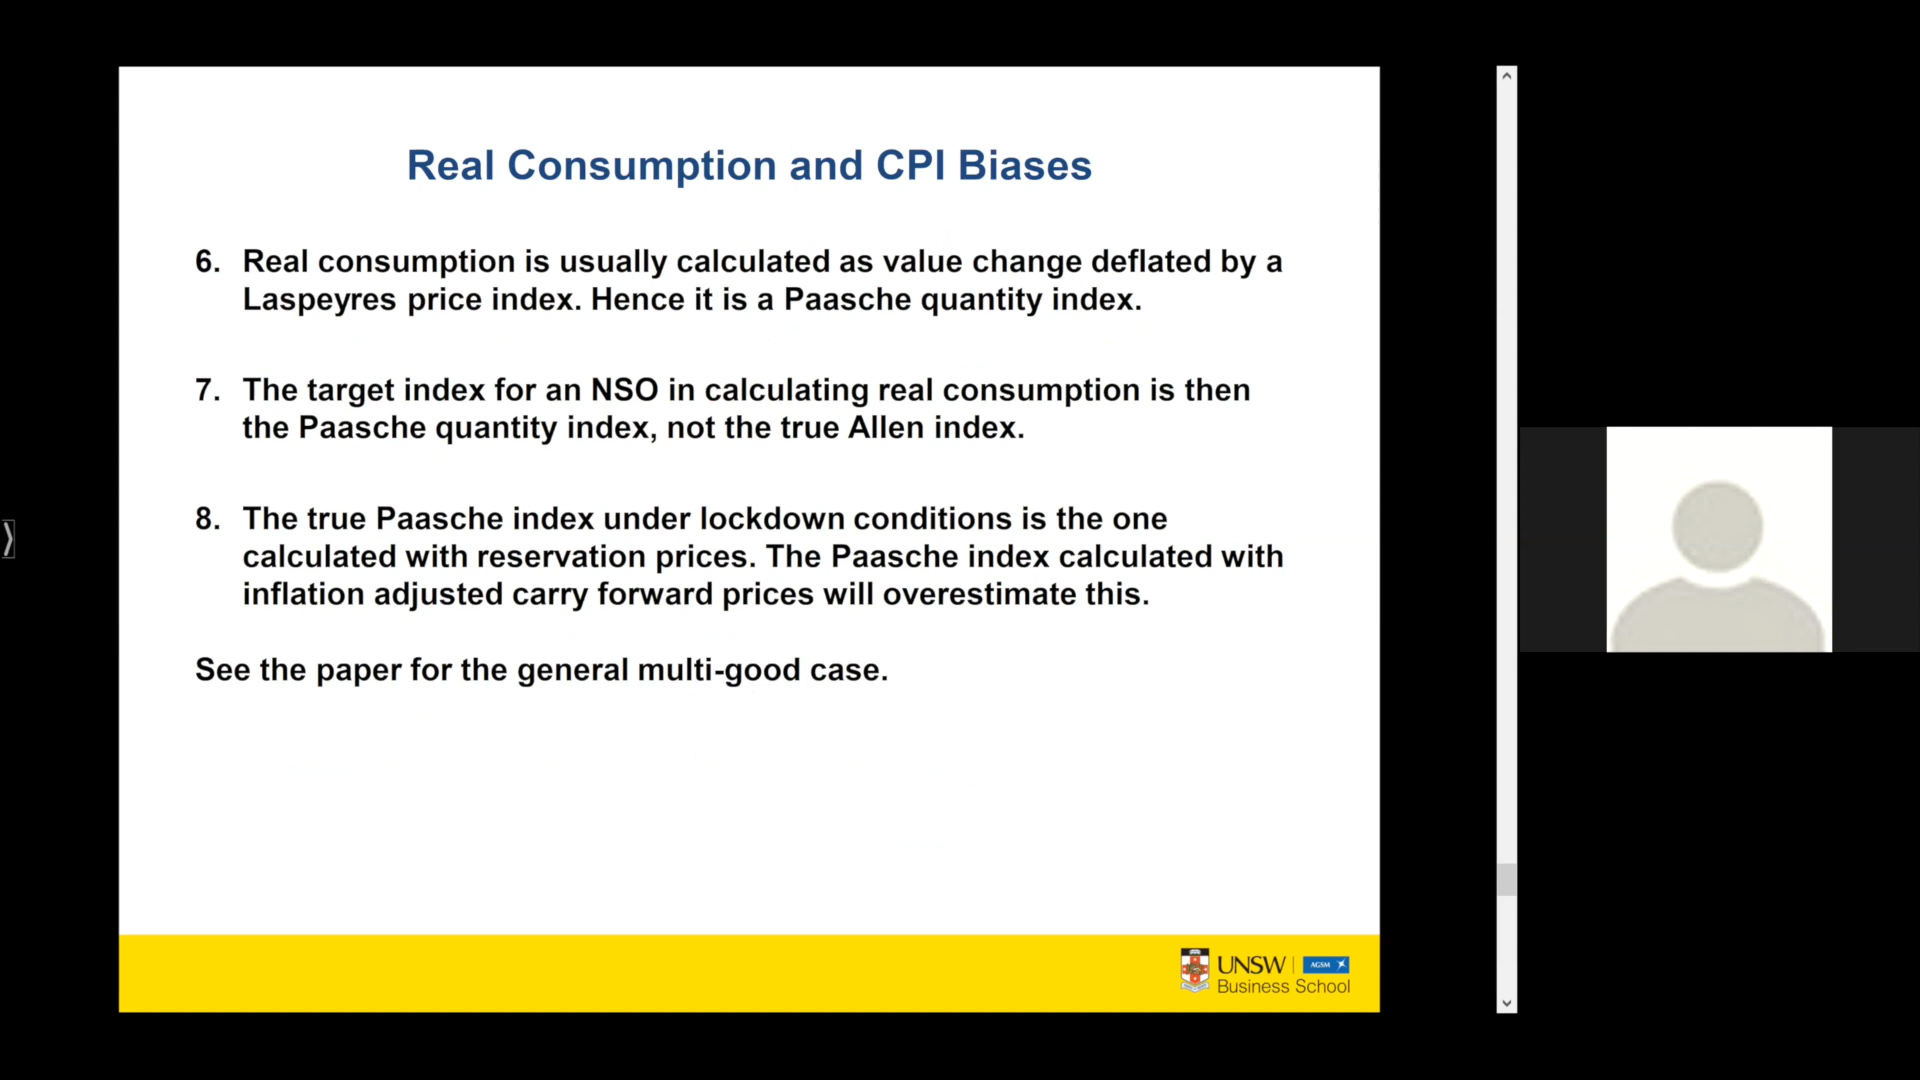 Real Consumption and CPI Biases
6. Real consumption is usually calculated as value change deflated by a
Laspeyres price index. Hence it is a Paasche quantity index.
7. The target index for an NSO in calculating real consumption is then
the Paasche quantity index, not the true Allen index.
8. The true Paasche index under lockdown conditions is the one
calculated with reservation prices. The Paasche index calculated with
inflation adjusted carry forward prices will overestimate this.
See the paper for the general multi-good case.
UNSW AGSM
Business School